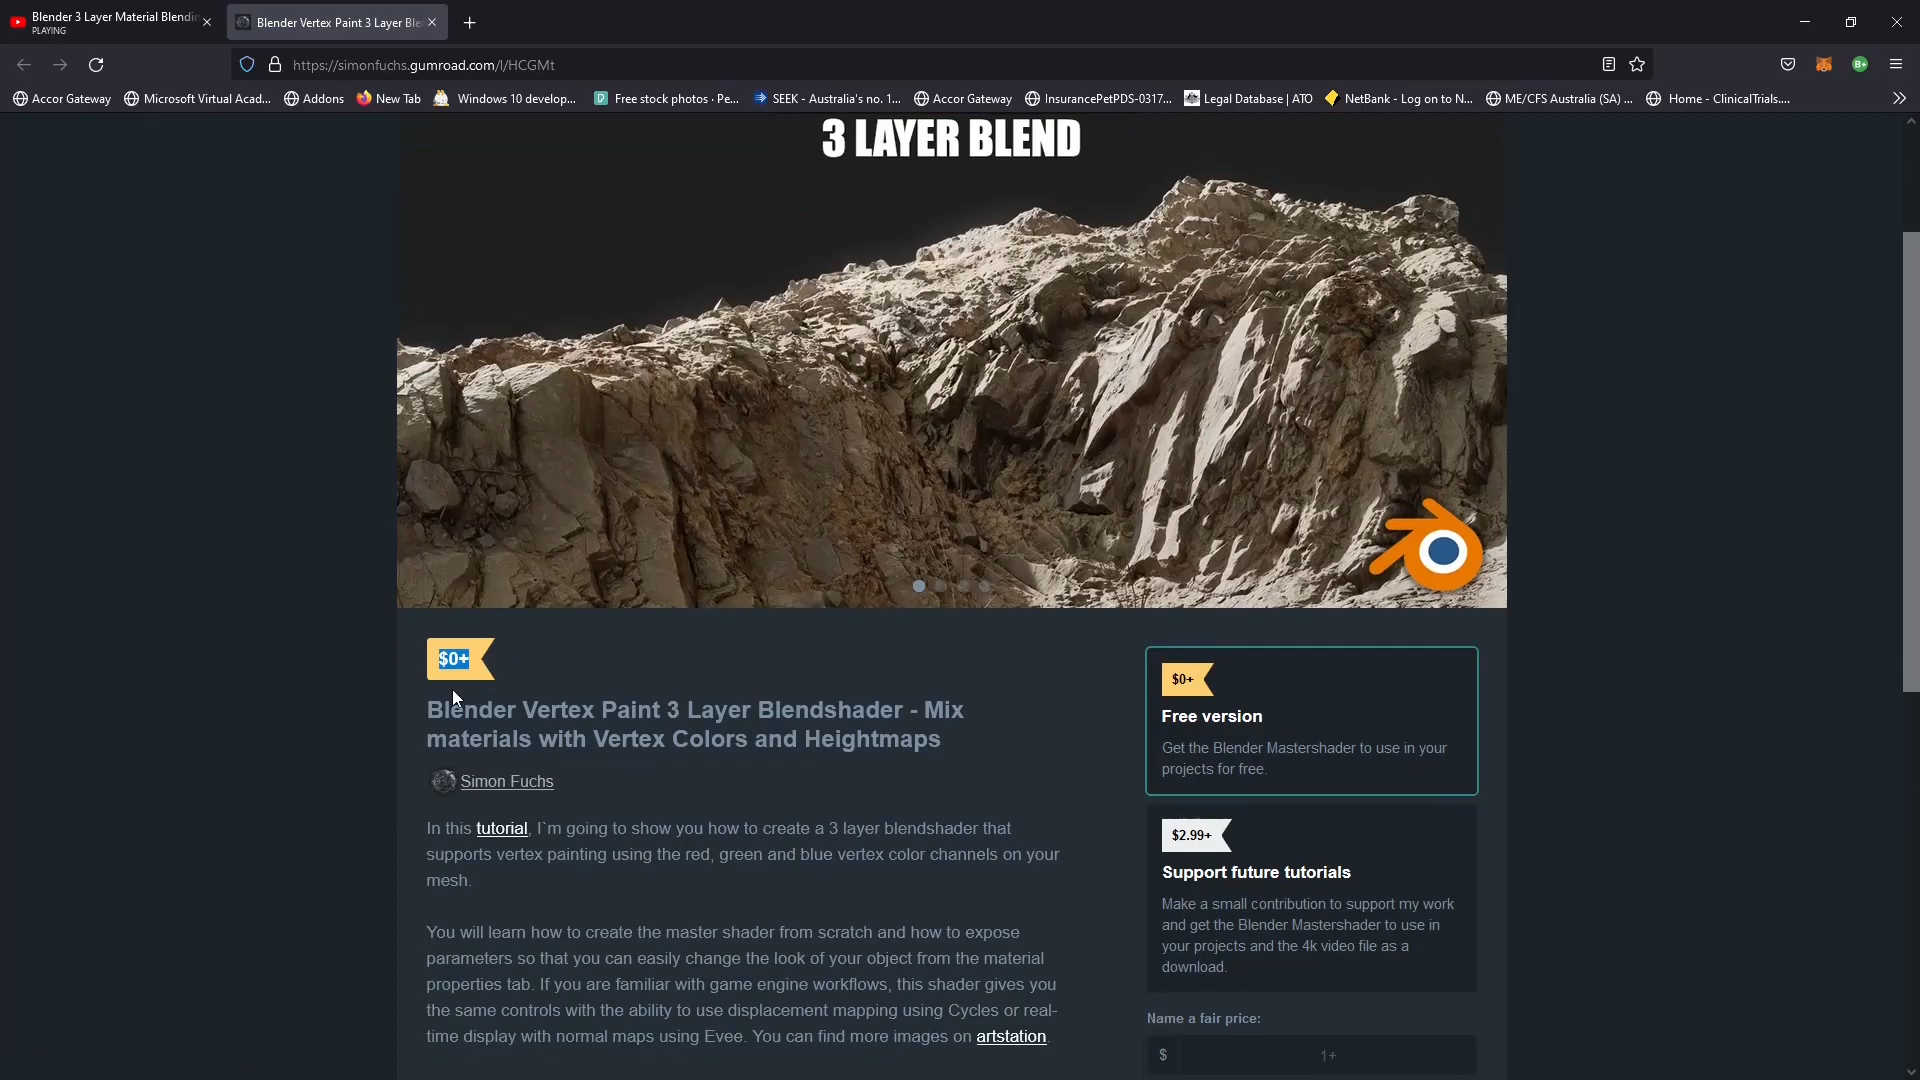 Blender 3 Layer Material Blendin
PLAYING
Blender Vertex Paint 3 Layer Ble
https://simonfuchs.gumroad.com/l/HCGMt
Accor Gateway
Microsoft Virtual Acad...
Addons
New Tab
Windows 10 develop...
Free stock photos · Pe...
SEEK - Australia's no. 1...
Accor Gateway
InsurancePetPDS-0317...
Legal Database | ATO
NetBank - Log on to N...
ME/CFS Australia (SA) ...
Home - ClinicalTrials....
3 LAYER BLEND
$0+
Blender Vertex Paint 3 Layer Blendshader - Mix
materials with Vertex Colors and Heightmaps
Simon Fuchs
In this tutorial, I`m going to show you how to create a 3 layer blendshader that
supports vertex painting using the red, green and blue vertex color channels on your
mesh.
You will learn how to create the master shader from scratch and how to expose
parameters so that you can easily change the look of your object from the material
properties tab. If you are familiar with game engine workflows, this shader gives you
the same controls with the ability to use displacement mapping using Cycles or real-
time display with normal maps using Evee. You can find more images on artstation.
$0+
Free version
Get the Blender Mastershader to use in your
projects for free.
$2.99+
Support future tutorials
Make a small contribution to support my work
and get the Blender Mastershader to use in
your projects and the 4k video file as a
download.
Name a fair price:
$ 1+